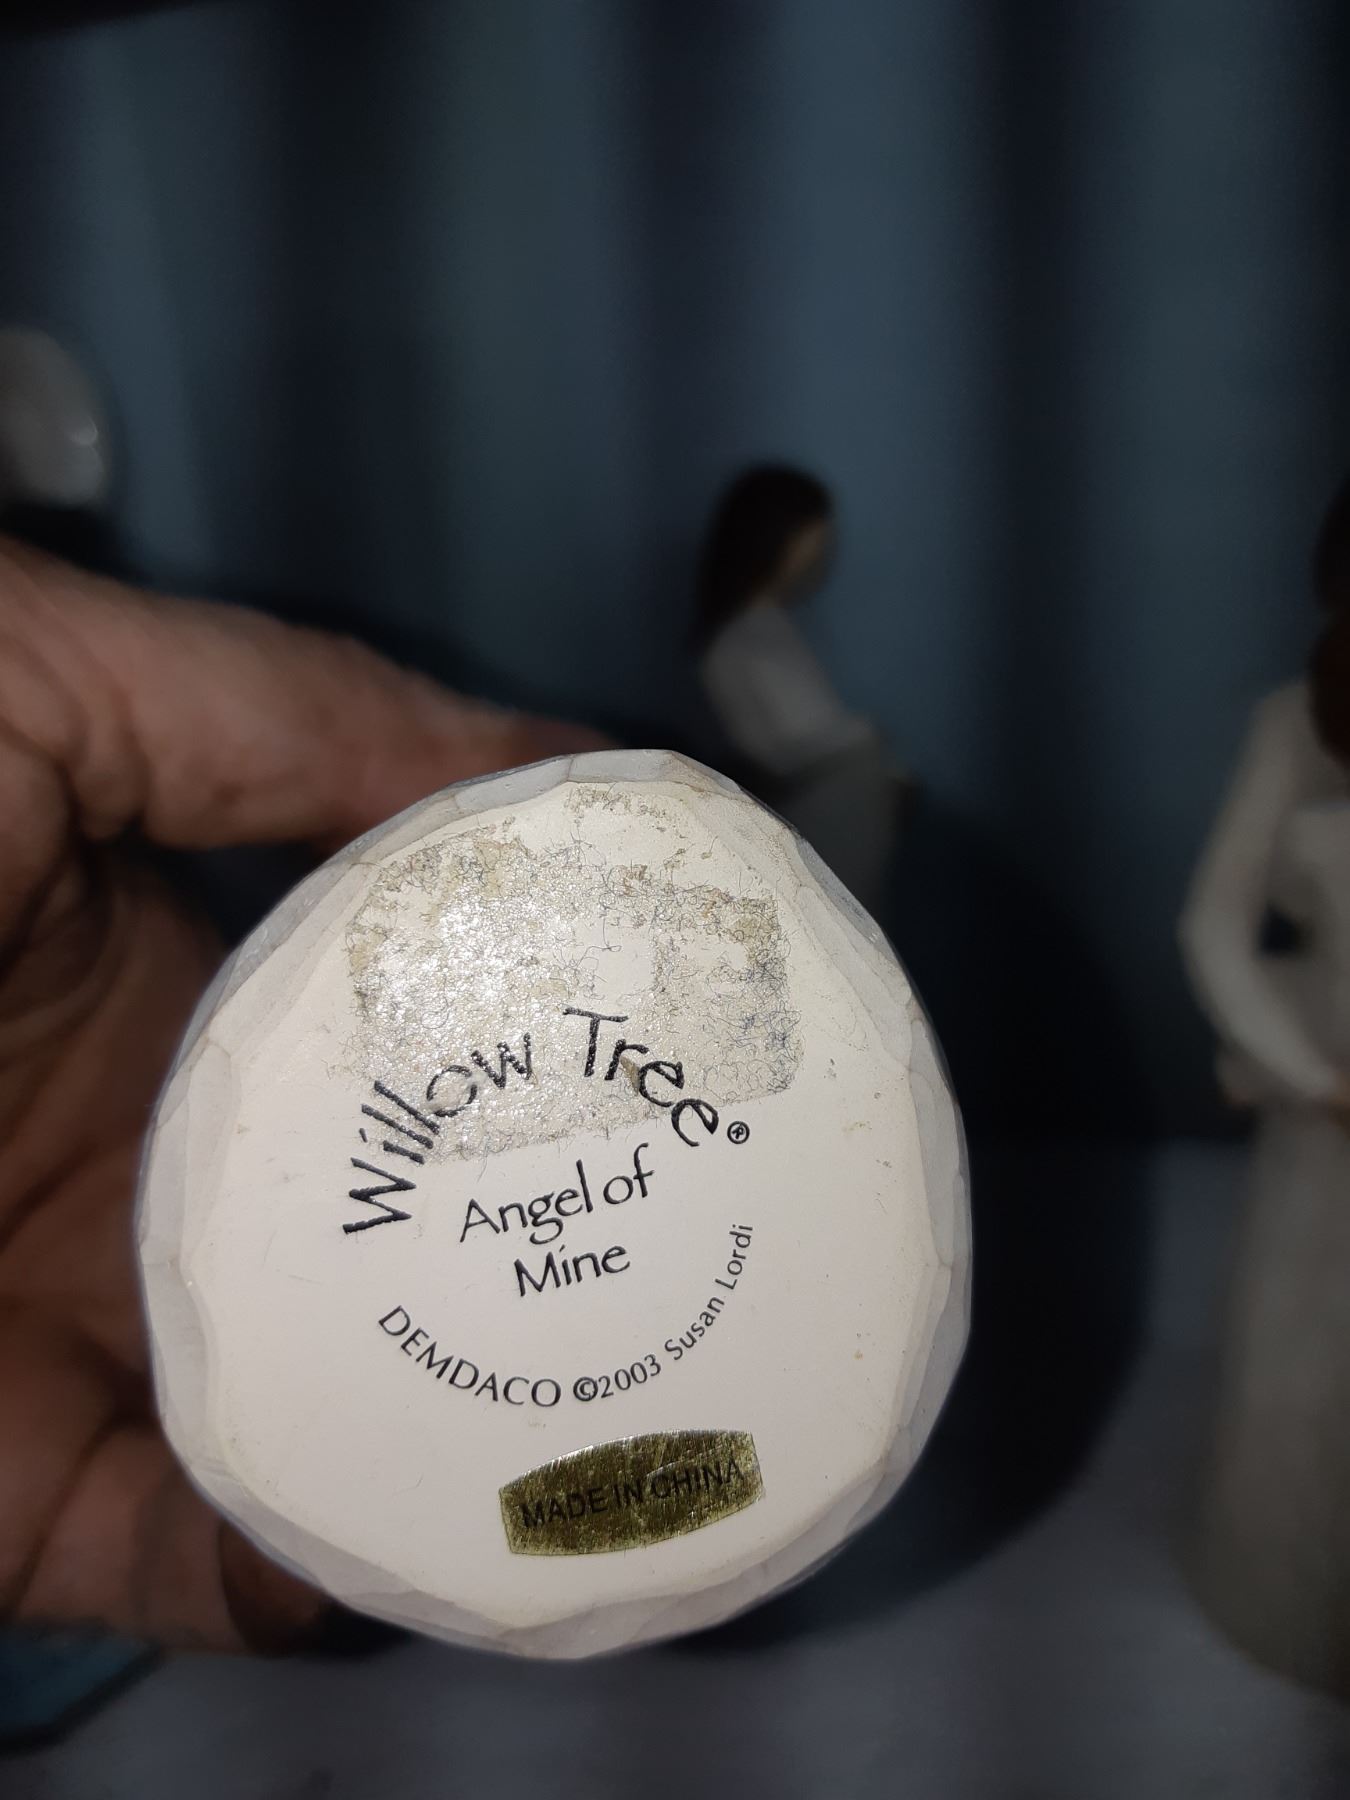 Willow Tree®
Angel of
Mine
DEMDACO ©2003 Susan Lordi
MADE IN CHINA